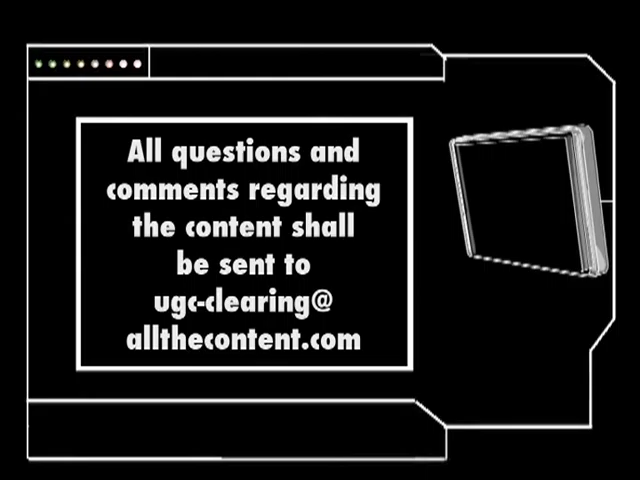 All questions and
comments regarding
the content shall
be sent to
ugc-clearing@
allthecontent.com